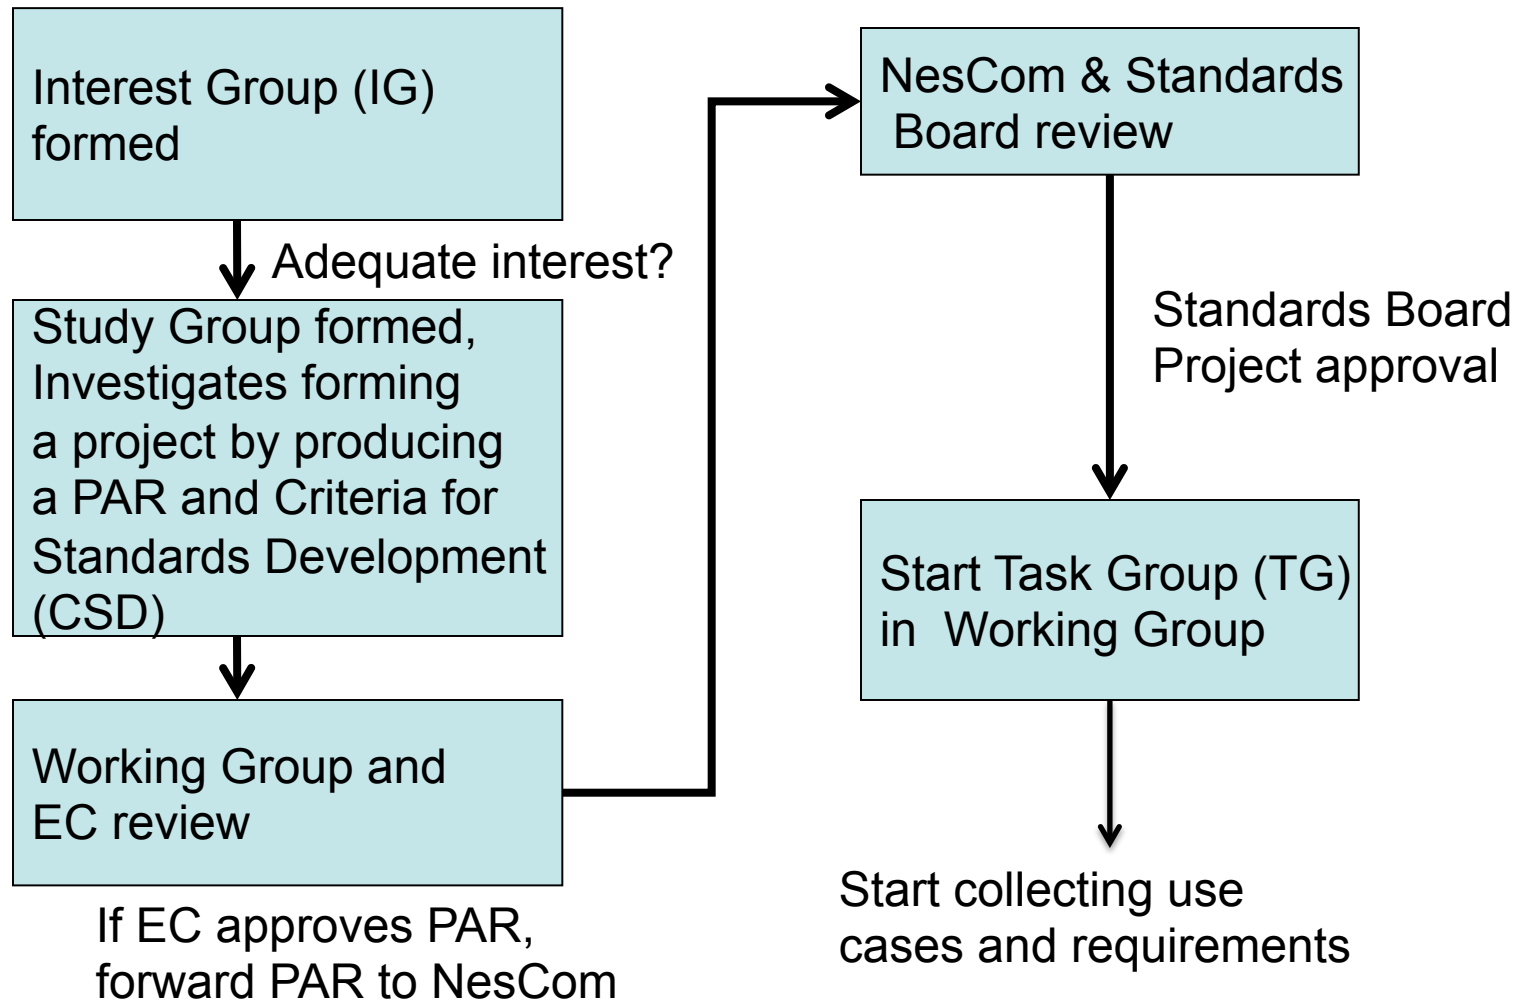 Interest Group (IG)
formed
Adequate interest?
Study Group formed,
Investigates forming
a project by producing
a PAR and Criteria for
Standards Development
(CSD)
Working Group and
EC review
If EC approves PAR,
forward PAR to NesCom
NesCom & Standards
Board review
Standards Board
Project approval
Start Task Group (TG)
in  Working Group
Start collecting use
cases and requirements